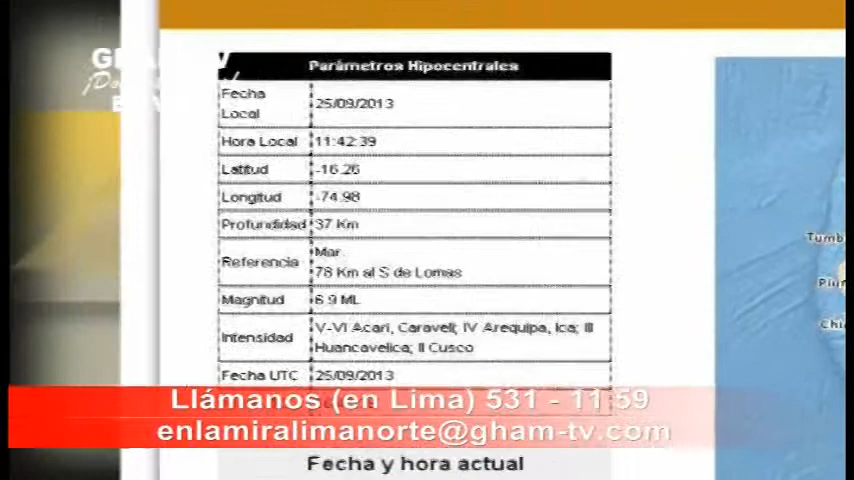 Parámetros Hipocentrales
Fecha Local 25/09/2013
Hora Local 11:42:39
Latitud -16.26
Longitud -74.98
Profundidad 37 Km
Referencia Mar
78 Km al S de Lomas
Magnitud 6.9 ML
Intensidad V-VI Acari, Caraveli; IV Arequipa, Ica; III
Huancavelica; II Cusco
Fecha UTC 25/09/2013
Llámanos (en Lima) 531 - 11 59
enlamiralimanorte@gham-tv.com
Fecha y hora actual
Tumb
Piur
Chi